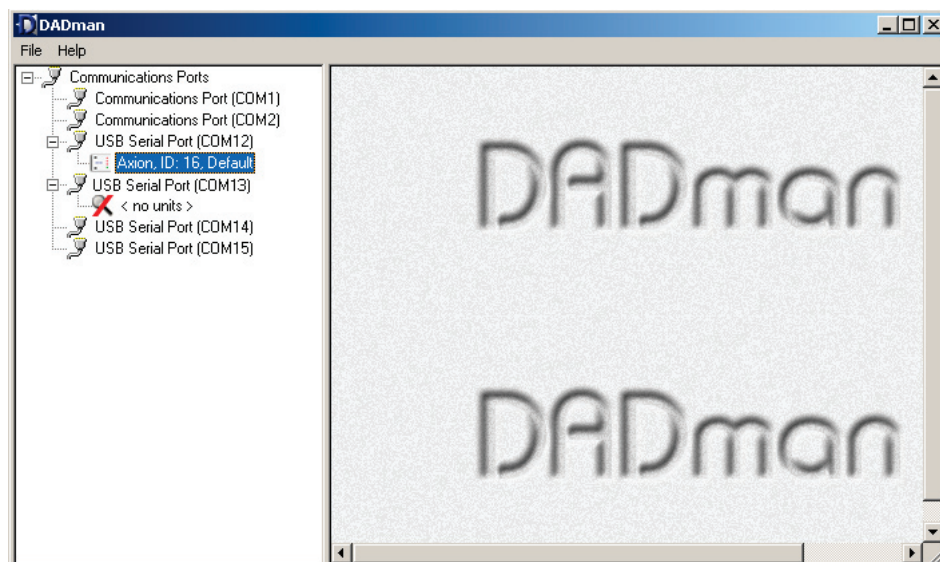 DADman
File Help
Communications Ports
Communications Port (COM1)
Communications Port (COM2)
USB Serial Port (COM12)
Axion, ID: 16, Default
USB Serial Port (COM13)
< no units >
USB Serial Port (COM14)
USB Serial Port (COM15)
DADman
DADman